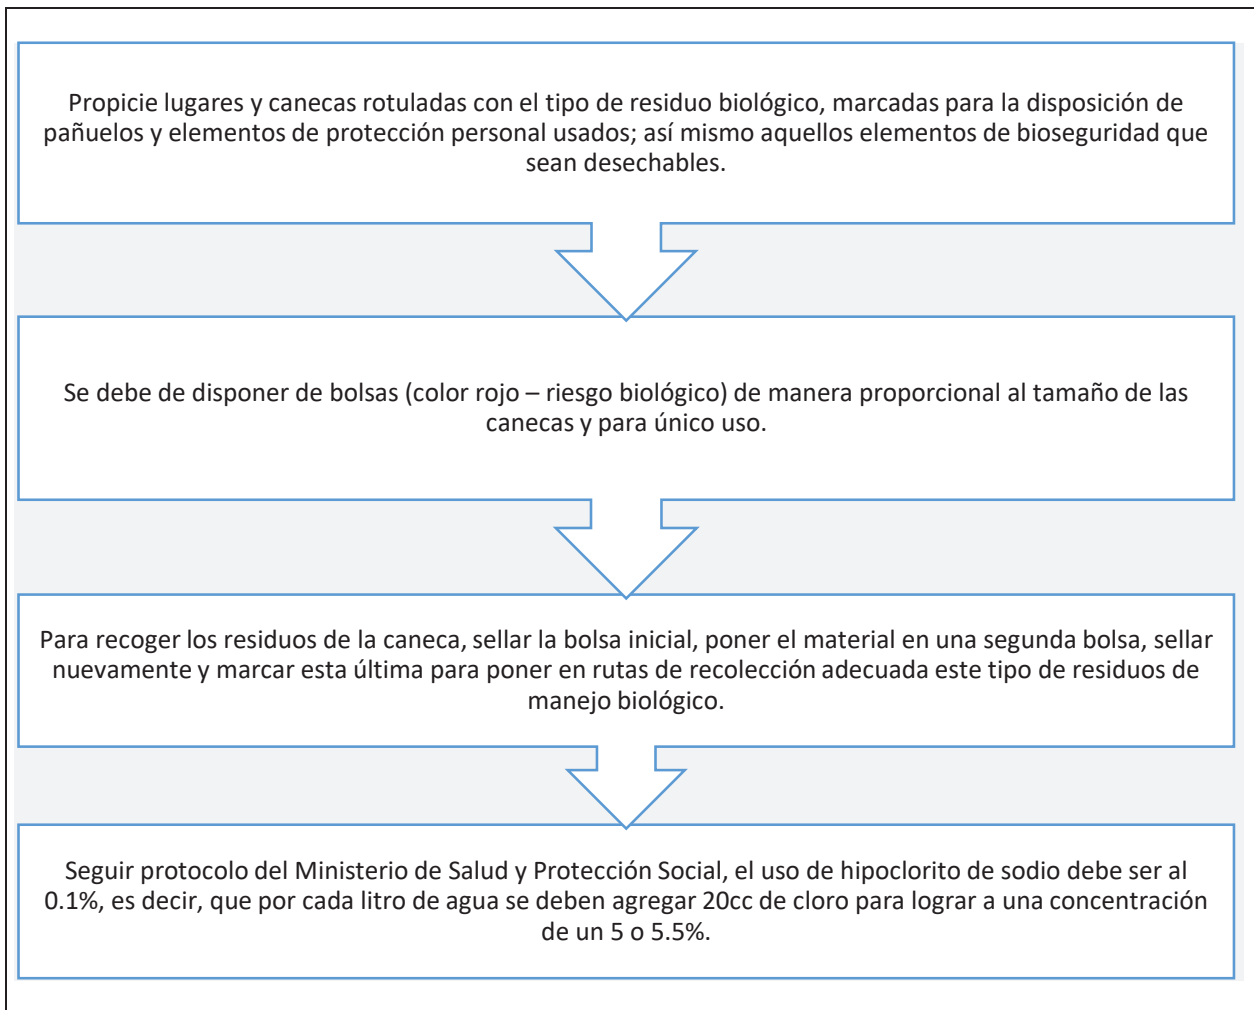 Propicie lugares y canecas rotuladas con el tipo de residuo biológico, marcadas para la disposición de
pañuelos y elementos de protección personal usados; así mismo aquellos elementos de bioseguridad que
sean desechables.
Se debe de disponer de bolsas (color rojo – riesgo biológico) de manera proporcional al tamaño de las
canecas y para único uso.
Para recoger los residuos de la caneca, sellar la bolsa inicial, poner el material en una segunda bolsa, sellar
nuevamente y marcar esta última para poner en rutas de recolección adecuada este tipo de residuos de
manejo biológico.
Seguir protocolo del Ministerio de Salud y Protección Social, el uso de hipoclorito de sodio debe ser al
0.1%, es decir, que por cada litro de agua se deben agregar 20cc de cloro para lograr a una concentración
de un 5 o 5.5%.